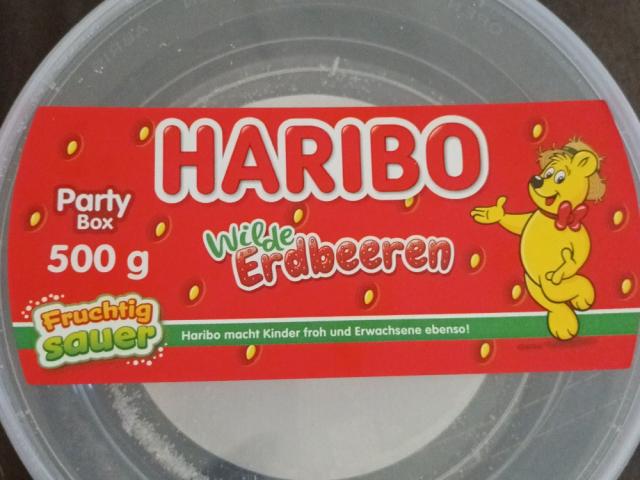 HARIBO
Party
Box
500 g
Wilde
Erdbeeren
Fruchtig
sauer
Haribo macht Kinder froh und Erwachsene ebenso!